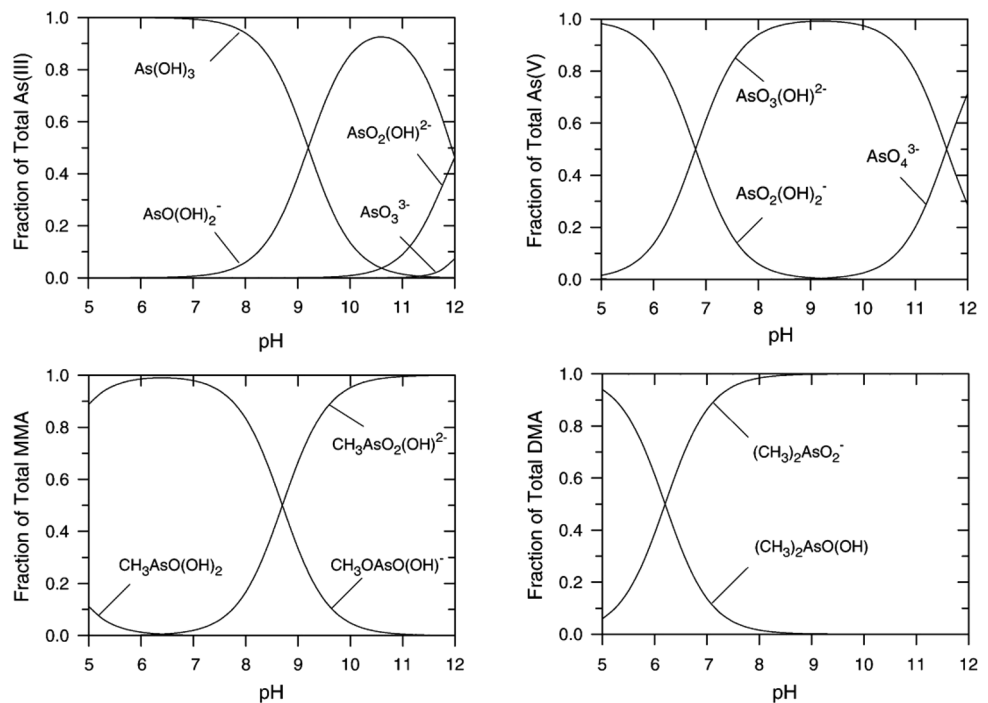 Fraction of Total As(III)
1.0
0.8
0.6
0.4
0.2
0.0
As(OH)3
AsO2(OH)2-
AsO(OH)2-
AsO33-
5 6 7 8 9 10 11 12
pH
Fraction of Total As(V)
1.0
0.8
0.6
0.4
0.2
0.0
AsO3(OH)2-
AsO43-
AsO2(OH)2-
5 6 7 8 9 10 11 12
pH
Fraction of Total MMA
1.0
0.8
0.6
0.4
0.2
0.0
CH3AsO2(OH)2-
CH3AsO(OH)2
CH3OAsO(OH)-
5 6 7 8 9 10 11 12
pH
Fraction of Total DMA
1.0
0.8
0.6
0.4
0.2
0.0
(CH3)2AsO2-
(CH3)2AsO(OH)
5 6 7 8 9 10 11 12
pH